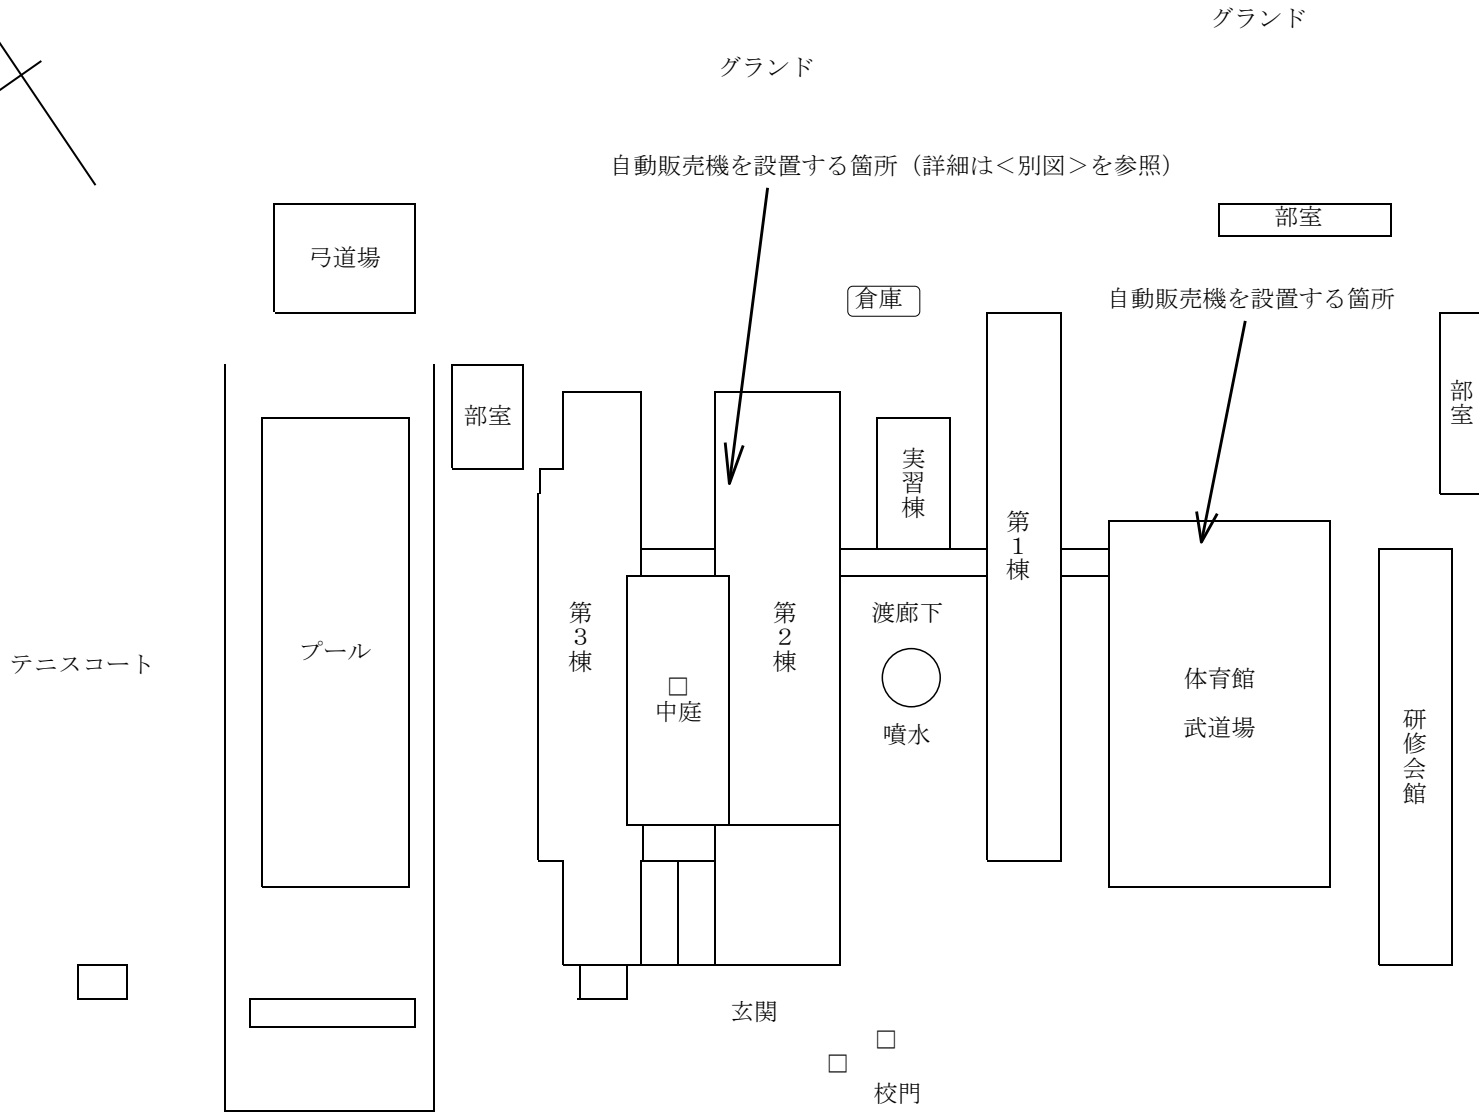 グランド
グランド
自動販売機を設置する箇所（詳細は＜別図＞を参照）
部室
弓道場
倉庫
自動販売機を設置する箇所
部室
部室
実習棟
第１棟
第３棟
第２棟
渡廊下
プール
テニスコート
体育館
中庭
武道場
噴水
研修会館
玄関
校門